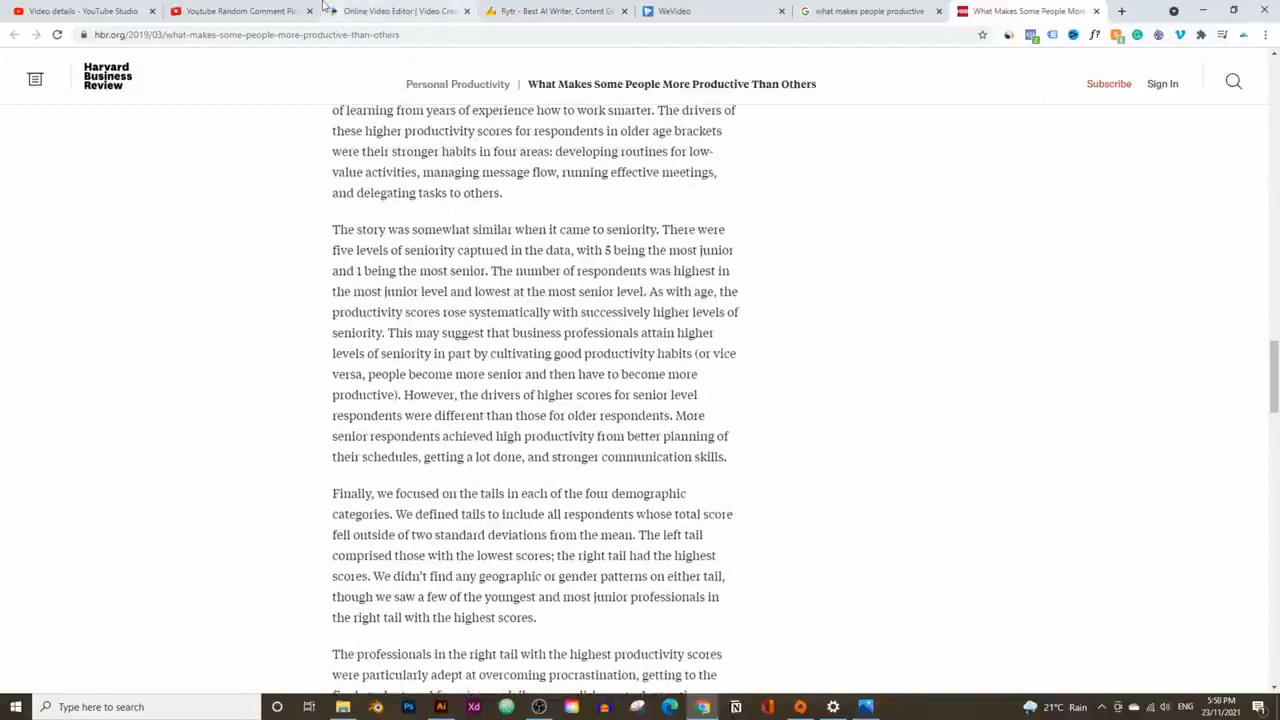 Video details - YouTube Studio
Youtube Random Comment Pic
Online Video Editor | Video Crea
Rytr - Best AI Writer, Content G
WeVideo
what makes people productive
What Makes Some People More
hbr.org/2019/03/what-makes-some-people-more-productive-than-others
Harvard
Business
Review
Personal Productivity | What Makes Some People More Productive Than Others
Subscribe
Sign In
of learning from years of experience how to work smarter. The drivers of
these higher productivity scores for respondents in older age brackets
were their stronger habits in four areas: developing routines for low-
value activities, managing message flow, running effective meetings,
and delegating tasks to others.
The story was somewhat similar when it came to seniority. There were
five levels of seniority captured in the data, with 5 being the most junior
and 1 being the most senior. The number of respondents was highest in
the most junior level and lowest at the most senior level. As with age, the
productivity scores rose systematically with successively higher levels of
seniority. This may suggest that business professionals attain higher
levels of seniority in part by cultivating good productivity habits (or vice
versa, people become more senior and then have to become more
productive). However, the drivers of higher scores for senior level
respondents were different than those for older respondents. More
senior respondents achieved high productivity from better planning of
their schedules, getting a lot done, and stronger communication skills.
Finally, we focused on the tails in each of the four demographic
categories. We defined tails to include all respondents whose total score
fell outside of two standard deviations from the mean. The left tail
comprised those with the lowest scores; the right tail had the highest
scores. We didn't find any geographic or gender patterns on either tail,
though we saw a few of the youngest and most junior professionals in
the right tail with the highest scores.
The professionals in the right tail with the highest productivity scores
were particularly adept at overcoming procrastination, getting to the
Type here to search
21°C Rain
ENG
5:50 PM
23/11/2021